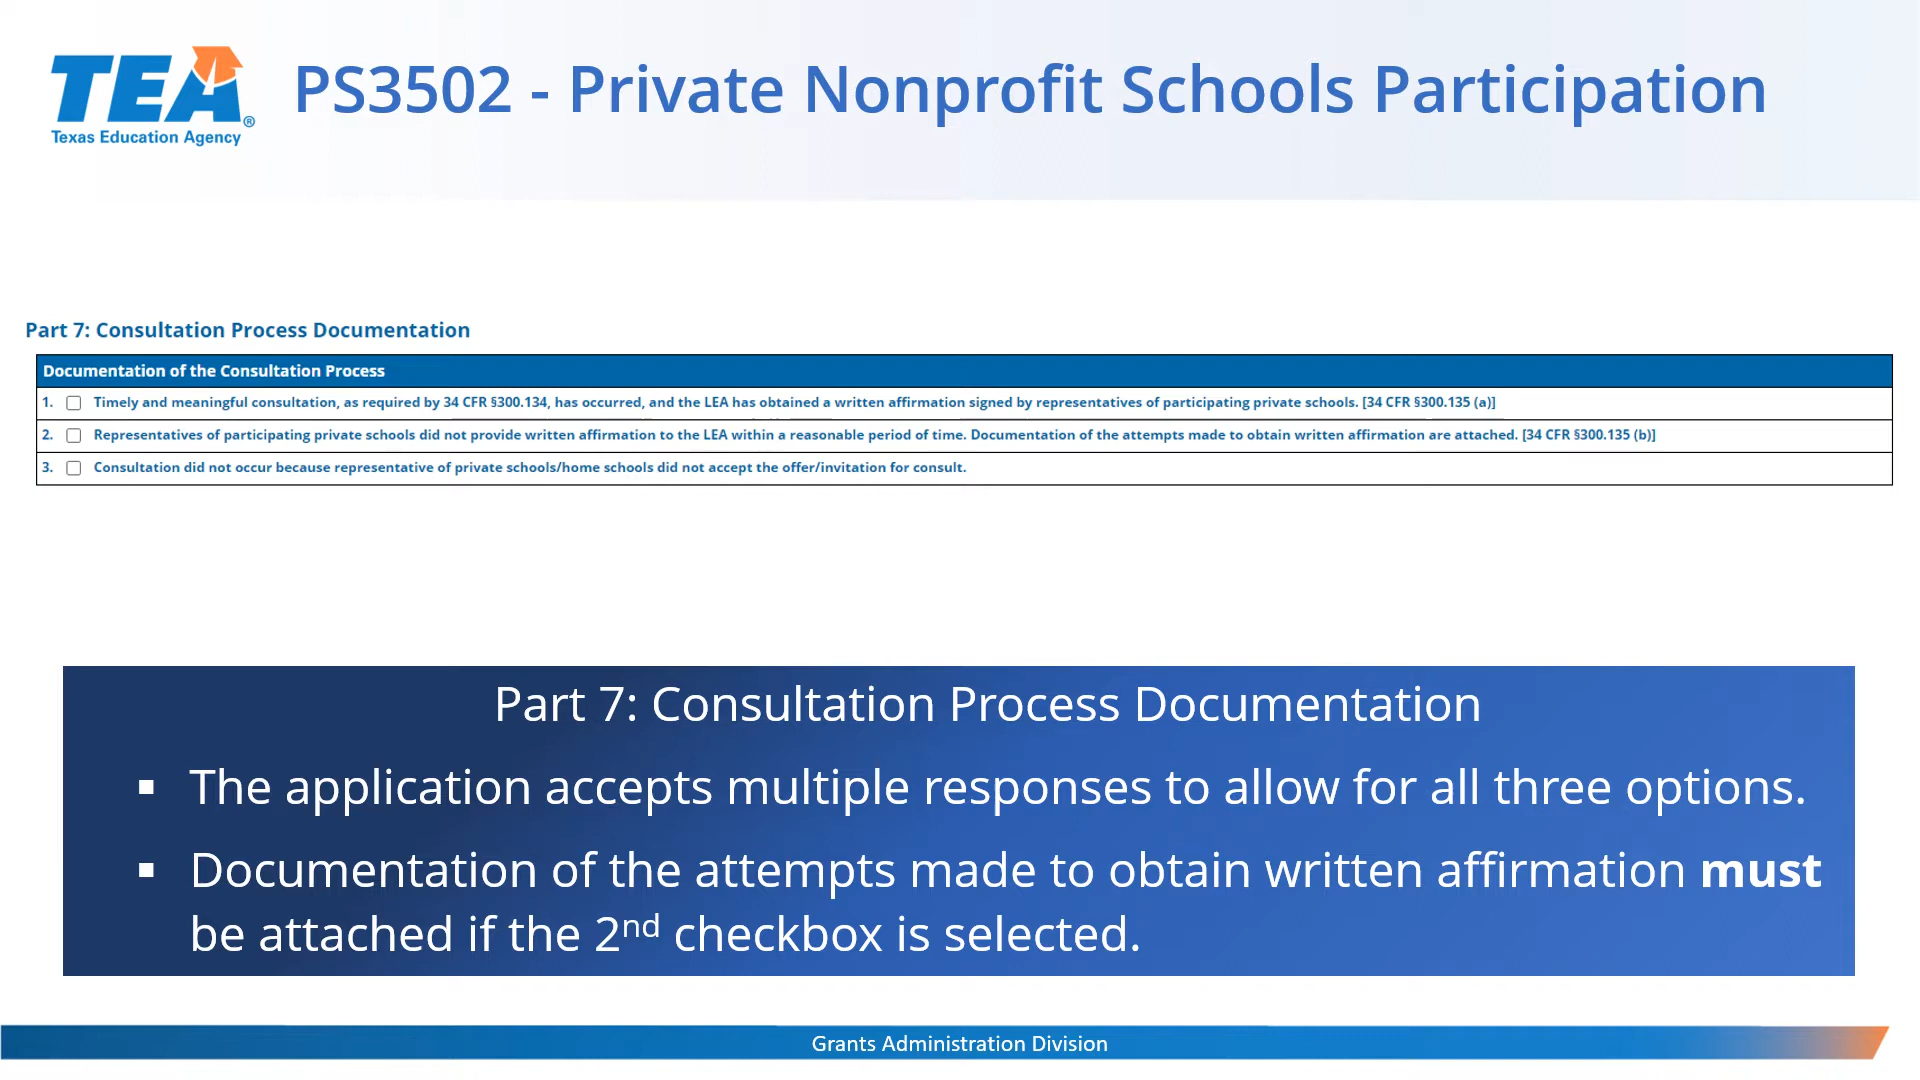 TEA®
Texas Education Agency
PS3502 - Private Nonprofit Schools Participation
Part 7: Consultation Process Documentation
Documentation of the Consultation Process
1. Timely and meaningful consultation, as required by 34 CFR §300.134, has occurred, and the LEA has obtained a written affirmation signed by representatives of participating private schools. [34 CFR §300.135 (a)]
2. Representatives of participating private schools did not provide written affirmation to the LEA within a reasonable period of time. Documentation of the attempts made to obtain written affirmation are attached. [34 CFR §300.135 (b)]
3. Consultation did not occur because representative of private schools/home schools did not accept the offer/invitation for consult.
Part 7: Consultation Process Documentation
▪ The application accepts multiple responses to allow for all three options.
▪ Documentation of the attempts made to obtain written affirmation must
be attached if the 2nd checkbox is selected.
Grants Administration Division